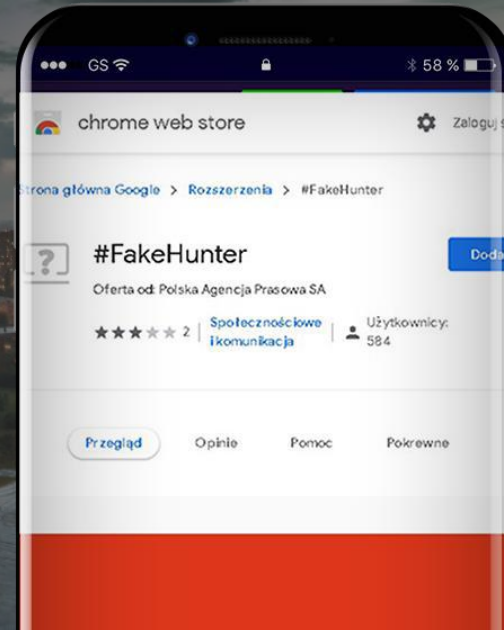 GS 58 %
chrome web store Zaloguj s
Strona główna Google > Rozszerzenia > #FakeHunter
#FakeHunter
Doda
Oferta od: Polska Agencja Prasowa SA
2 | Społecznościowe i komunikacja | Użytkownicy: 584
Przegląd Opinie Pomoc Pokrewne